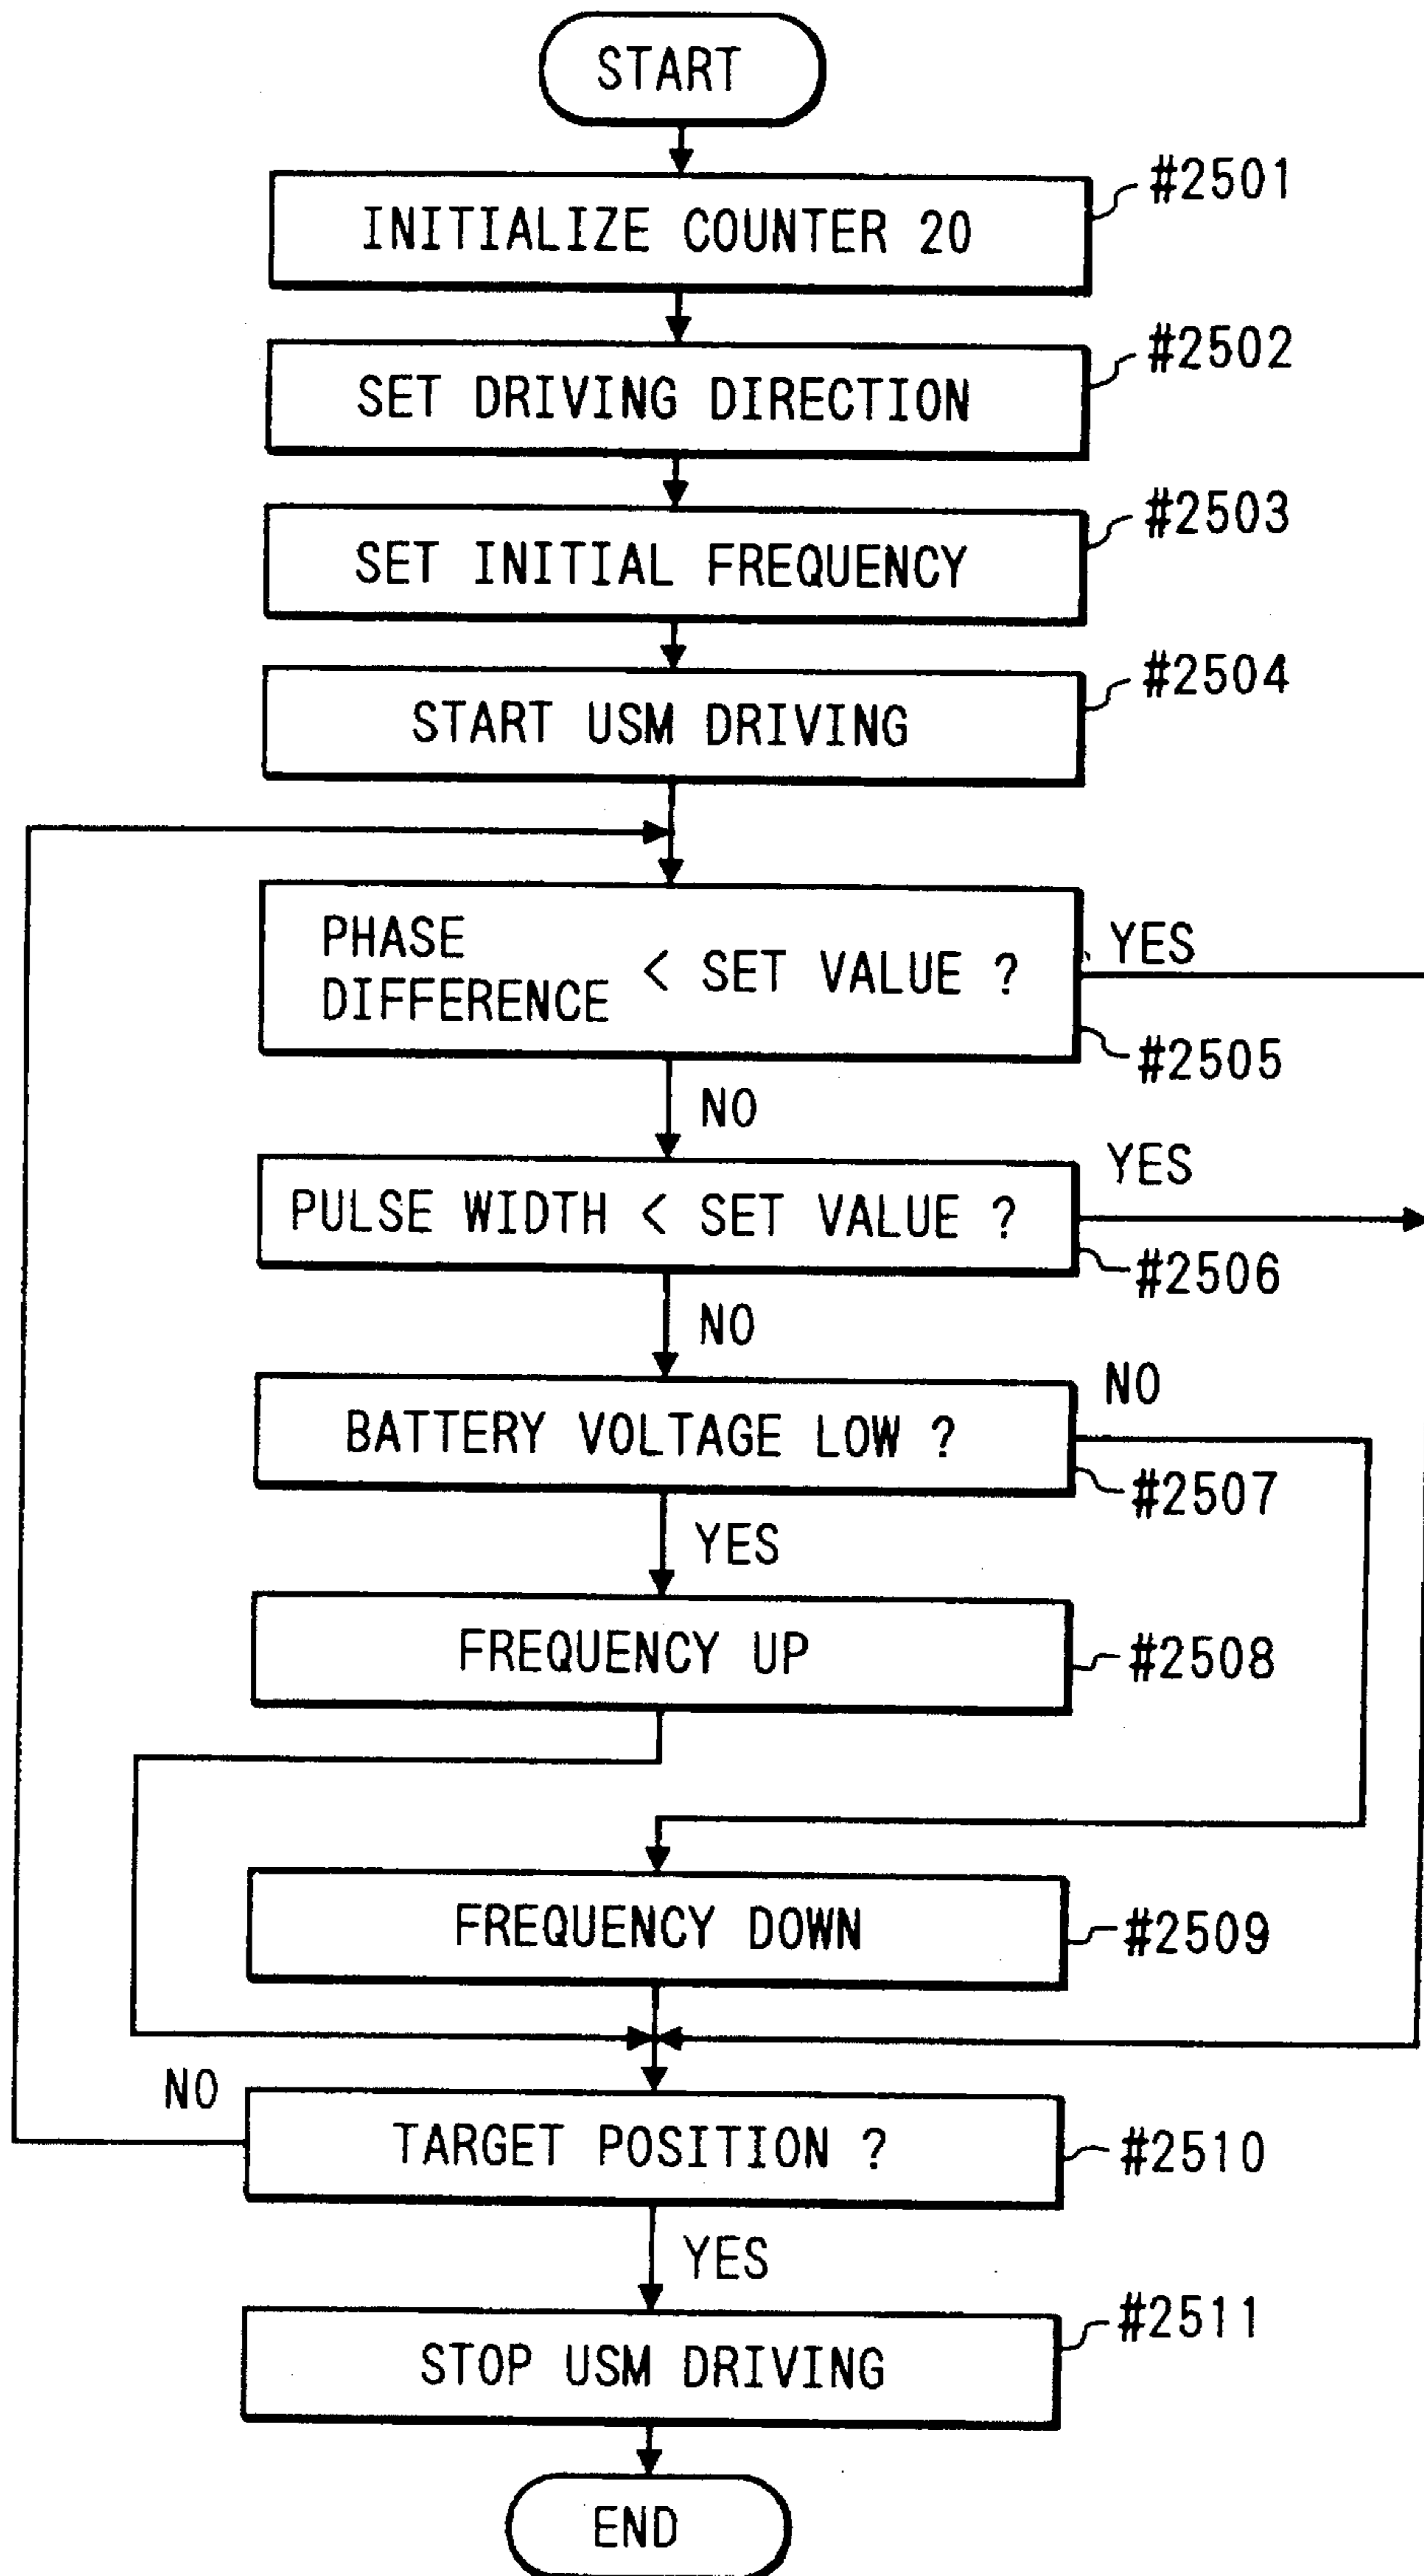 START
INITIALIZE COUNTER 20
#2501
SET DRIVING DIRECTION
#2502
SET INITIAL FREQUENCY
#2503
START USM DRIVING
#2504
PHASE
DIFFERENCE < SET VALUE ?
YES
#2505
NO
PULSE WIDTH < SET VALUE ?
YES
#2506
NO
BATTERY VOLTAGE LOW ?
NO
#2507
YES
FREQUENCY UP
#2508
FREQUENCY DOWN
#2509
NO
TARGET POSITION ?
#2510
YES
STOP USM DRIVING
#2511
END